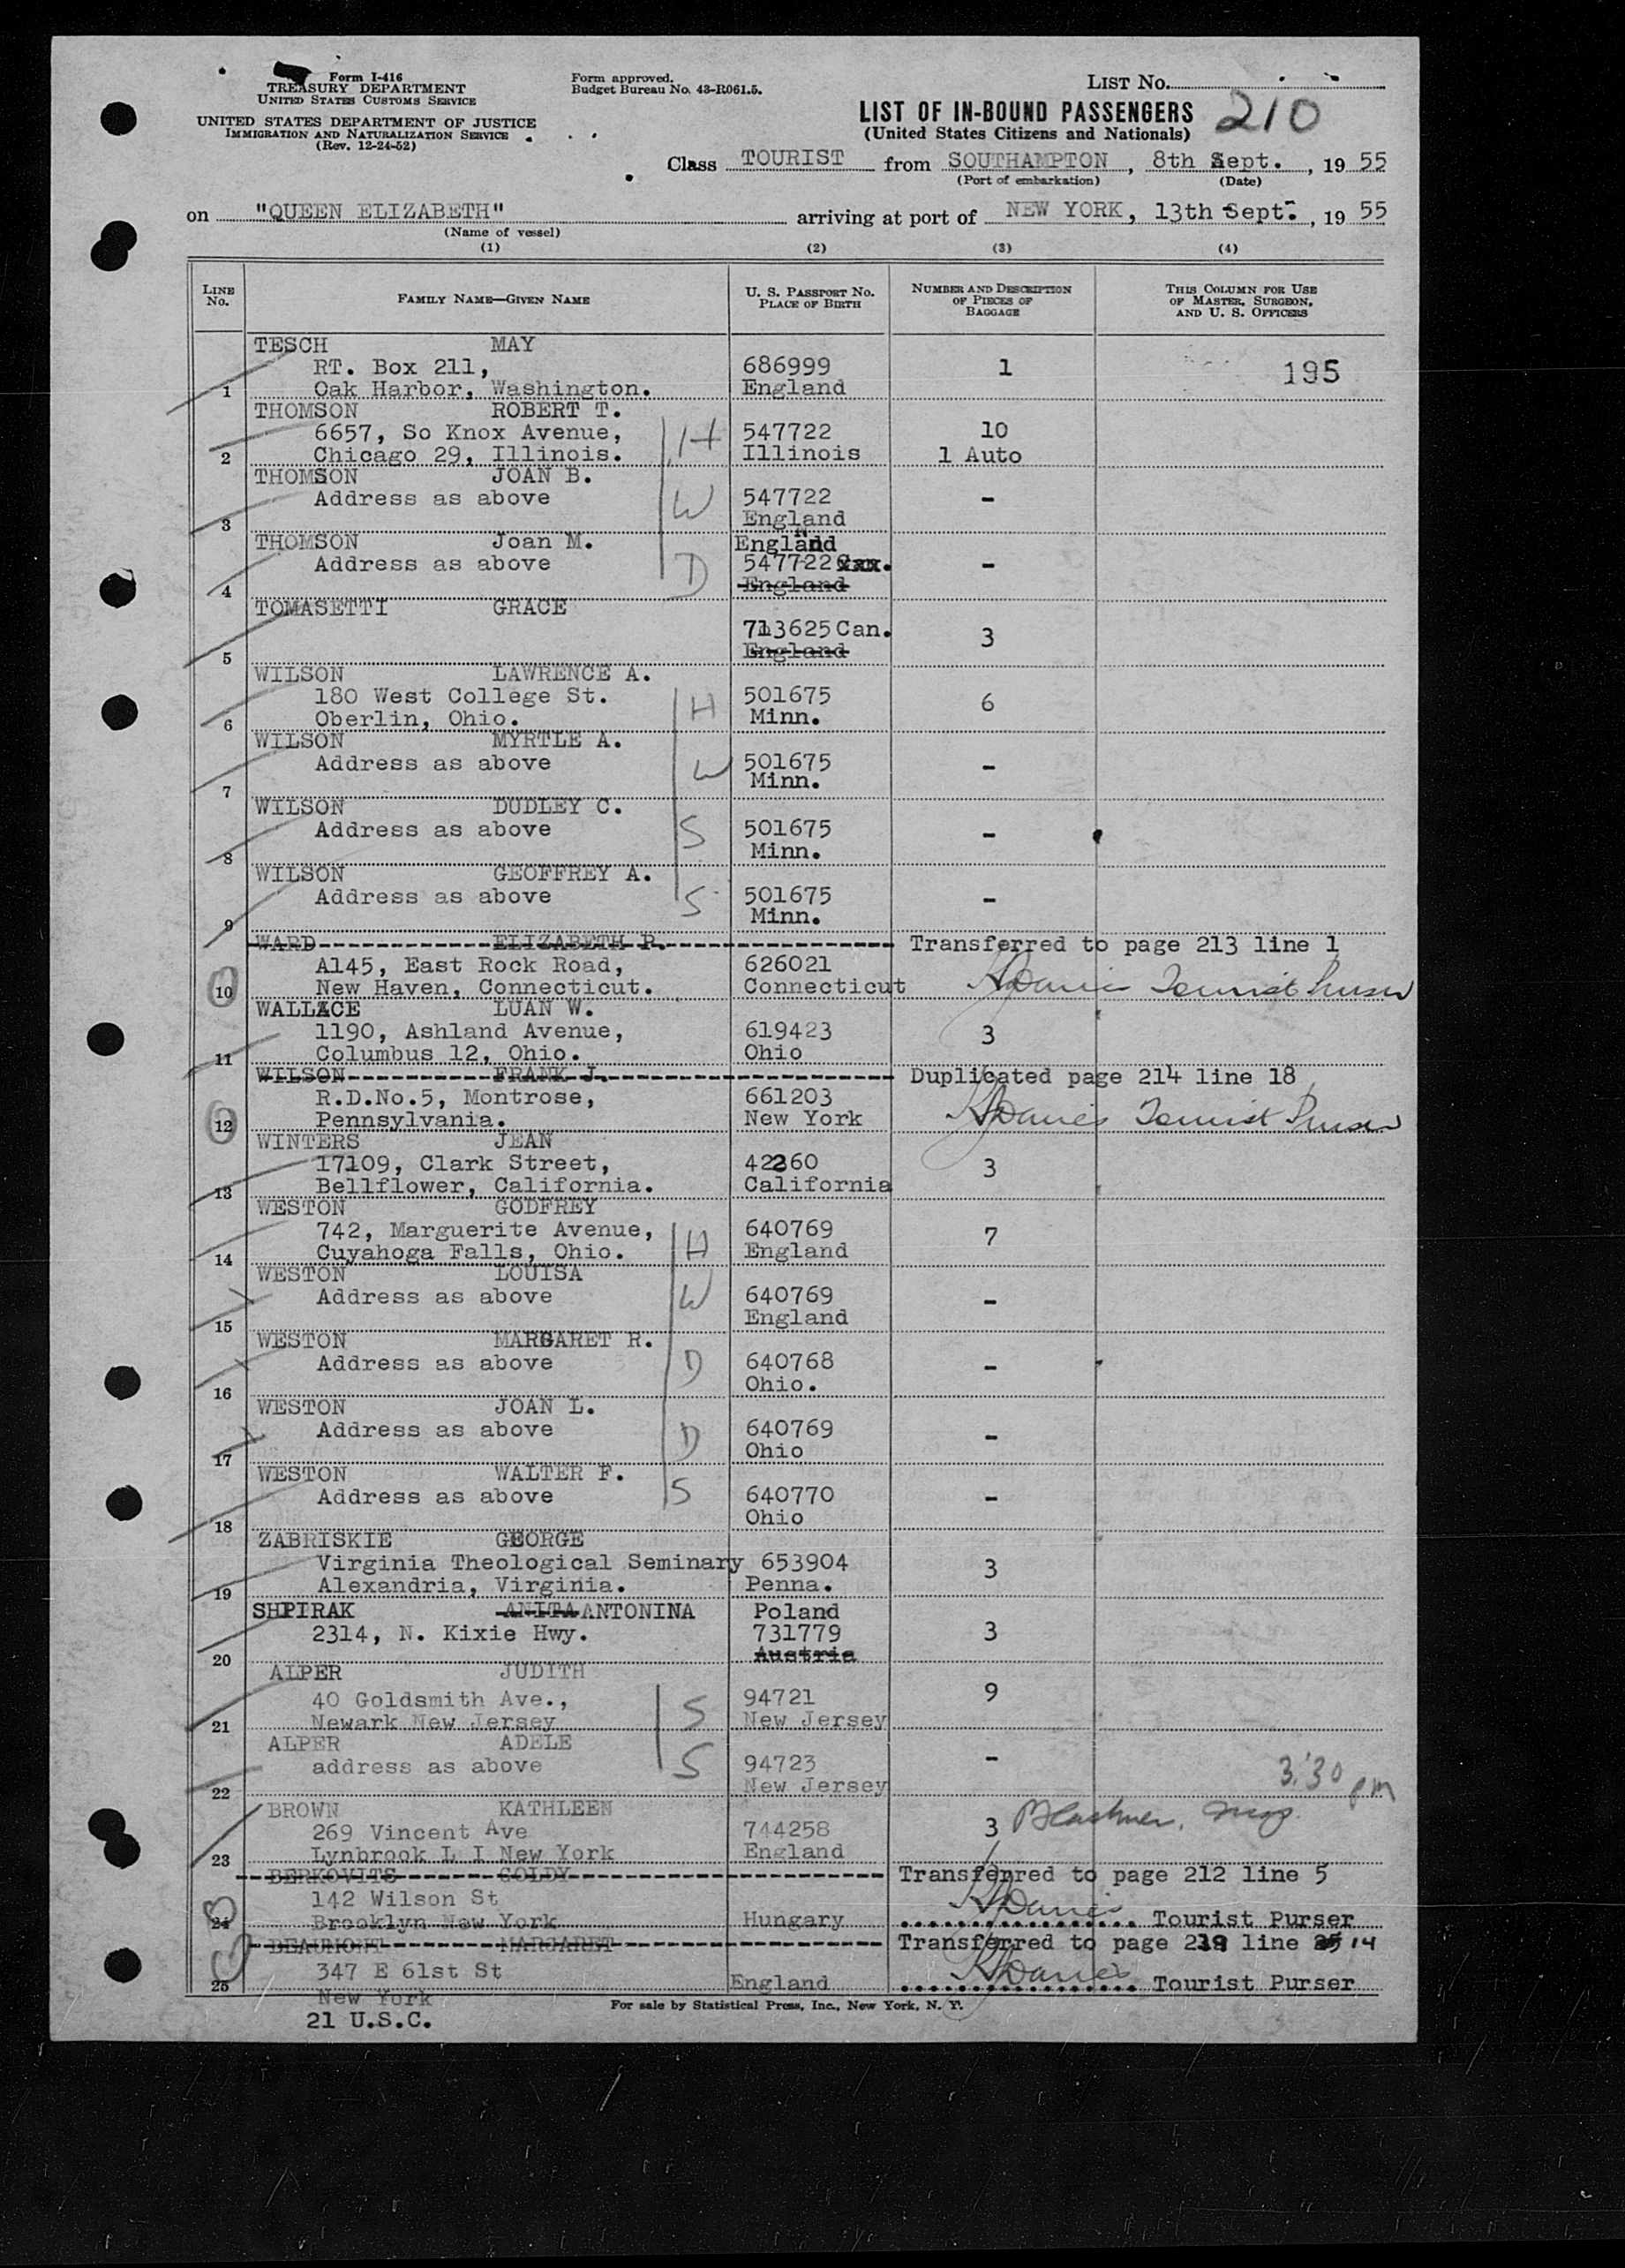 Form I-416
TREASURY DEPARTMENT
UNITED STATES CUSTOMS SERVICE
UNITED STATES DEPARTMENT OF JUSTICE
IMMIGRATION AND NATURALIZATION SERVICE
(Rev. 12-24-52)
Form approved.
Budget Bureau No. 43-R061.5.
LIST No.
LIST OF IN-BOUND PASSENGERS 210
(United States Citizens and Nationals)
Class TOURIST from SOUTHAMPTON, 8th Sept., 19 55
(Port of embarkation) (Date)
on "QUEEN ELIZABETH" arriving at port of NEW YORK, 13th Sept., 19 55
(Name of vessel)
(1) (2) (3) (4)
LINE No. FAMILY NAME—GIVEN NAME U. S. PASSPORT No. PLACE OF BIRTH NUMBER AND DESCRIPTION OF PIECES OF BAGGAGE THIS COLUMN FOR USE OF MASTER, SURGEON, AND U. S. OFFICERS
TESCH MAY
RT. Box 211, 686999 1 195
1 Oak Harbor, Washington. England
THOMSON ROBERT T.
6657, So Knox Avenue, H 547722 10
2 Chicago 29, Illinois. Illinois 1 Auto
THOMSON JOAN B.
Address as above W 547722 -
3 England
THOMSON Joan M. England
Address as above D 547722 -
4 England
TOMASETTI GRACE
713625 Can. 3
5 England
WILSON LAWRENCE A.
180 West College St. H 501675 6
6 Oberlin, Ohio. Minn.
WILSON MYRTLE A.
Address as above W 501675 -
7 Minn.
WILSON DUDLEY C.
Address as above S 501675 -
8 Minn.
WILSON GEOFFREY A.
Address as above S 501675 -
9 Minn.
WARD ELIZABETH P. Transferred to page 213 line 1
A145, East Rock Road, 626021
10 New Haven, Connecticut. Connecticut Davies Tourist Purser
WALLACE LUAN W.
1190, Ashland Avenue, 619423 3
11 Columbus 12, Ohio. Ohio
WILSON FRANK J. Duplicated page 214 line 18
R.D.No.5, Montrose, 661203
12 Pennsylvania. New York Davies Tourist Purser
WINTERS JEAN
17109, Clark Street, 42260 3
13 Bellflower, California. California
WESTON GODFREY
742, Marguerite Avenue, H 640769 7
14 Cuyahoga Falls, Ohio. England
WESTON LOUISA
Address as above W 640769 -
15 England
WESTON MARGARET R.
Address as above D 640768 -
16 Ohio.
WESTON JOAN L.
Address as above D 640769 -
17 Ohio
WESTON WALTER F.
Address as above S 640770 -
18 Ohio
ZABRISKIE GEORGE
Virginia Theological Seminary 653904 3
19 Alexandria, Virginia. Penna.
SHPIRAK ANITA ANTONINA Poland
2314, N. Kixie Hwy. 731779 3
20 Austria
ALPER JUDITH
40 Goldsmith Ave., S 94721 9
21 Newark New Jersey New Jersey
ALPER ADELE
address as above S 94723 -
22 New Jersey 3:30 pm
BROWN KATHLEEN
269 Vincent Ave 744258 3
23 Lynbrook L I New York England
BERKOVITS GOLDY Transferred to page 212 line 5
142 Wilson St
24 Brooklyn New York Hungary Davies Tourist Purser
BEAUMONT MARJARET Transferred to page line 14
347 E 61st St
25 England Davies Tourist Purser
New York
For sale by Statistical Press, Inc., New York, N. Y.
21 U.S.C.